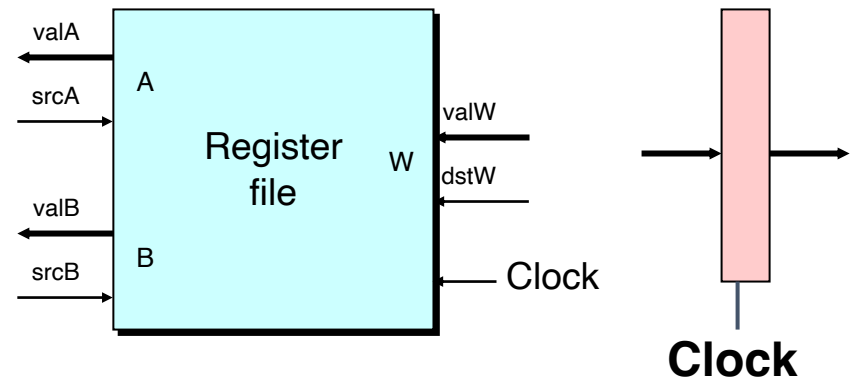 valA
A
srcA
Register
file
valB
B
srcB
valW
W
dstW
Clock
Clock